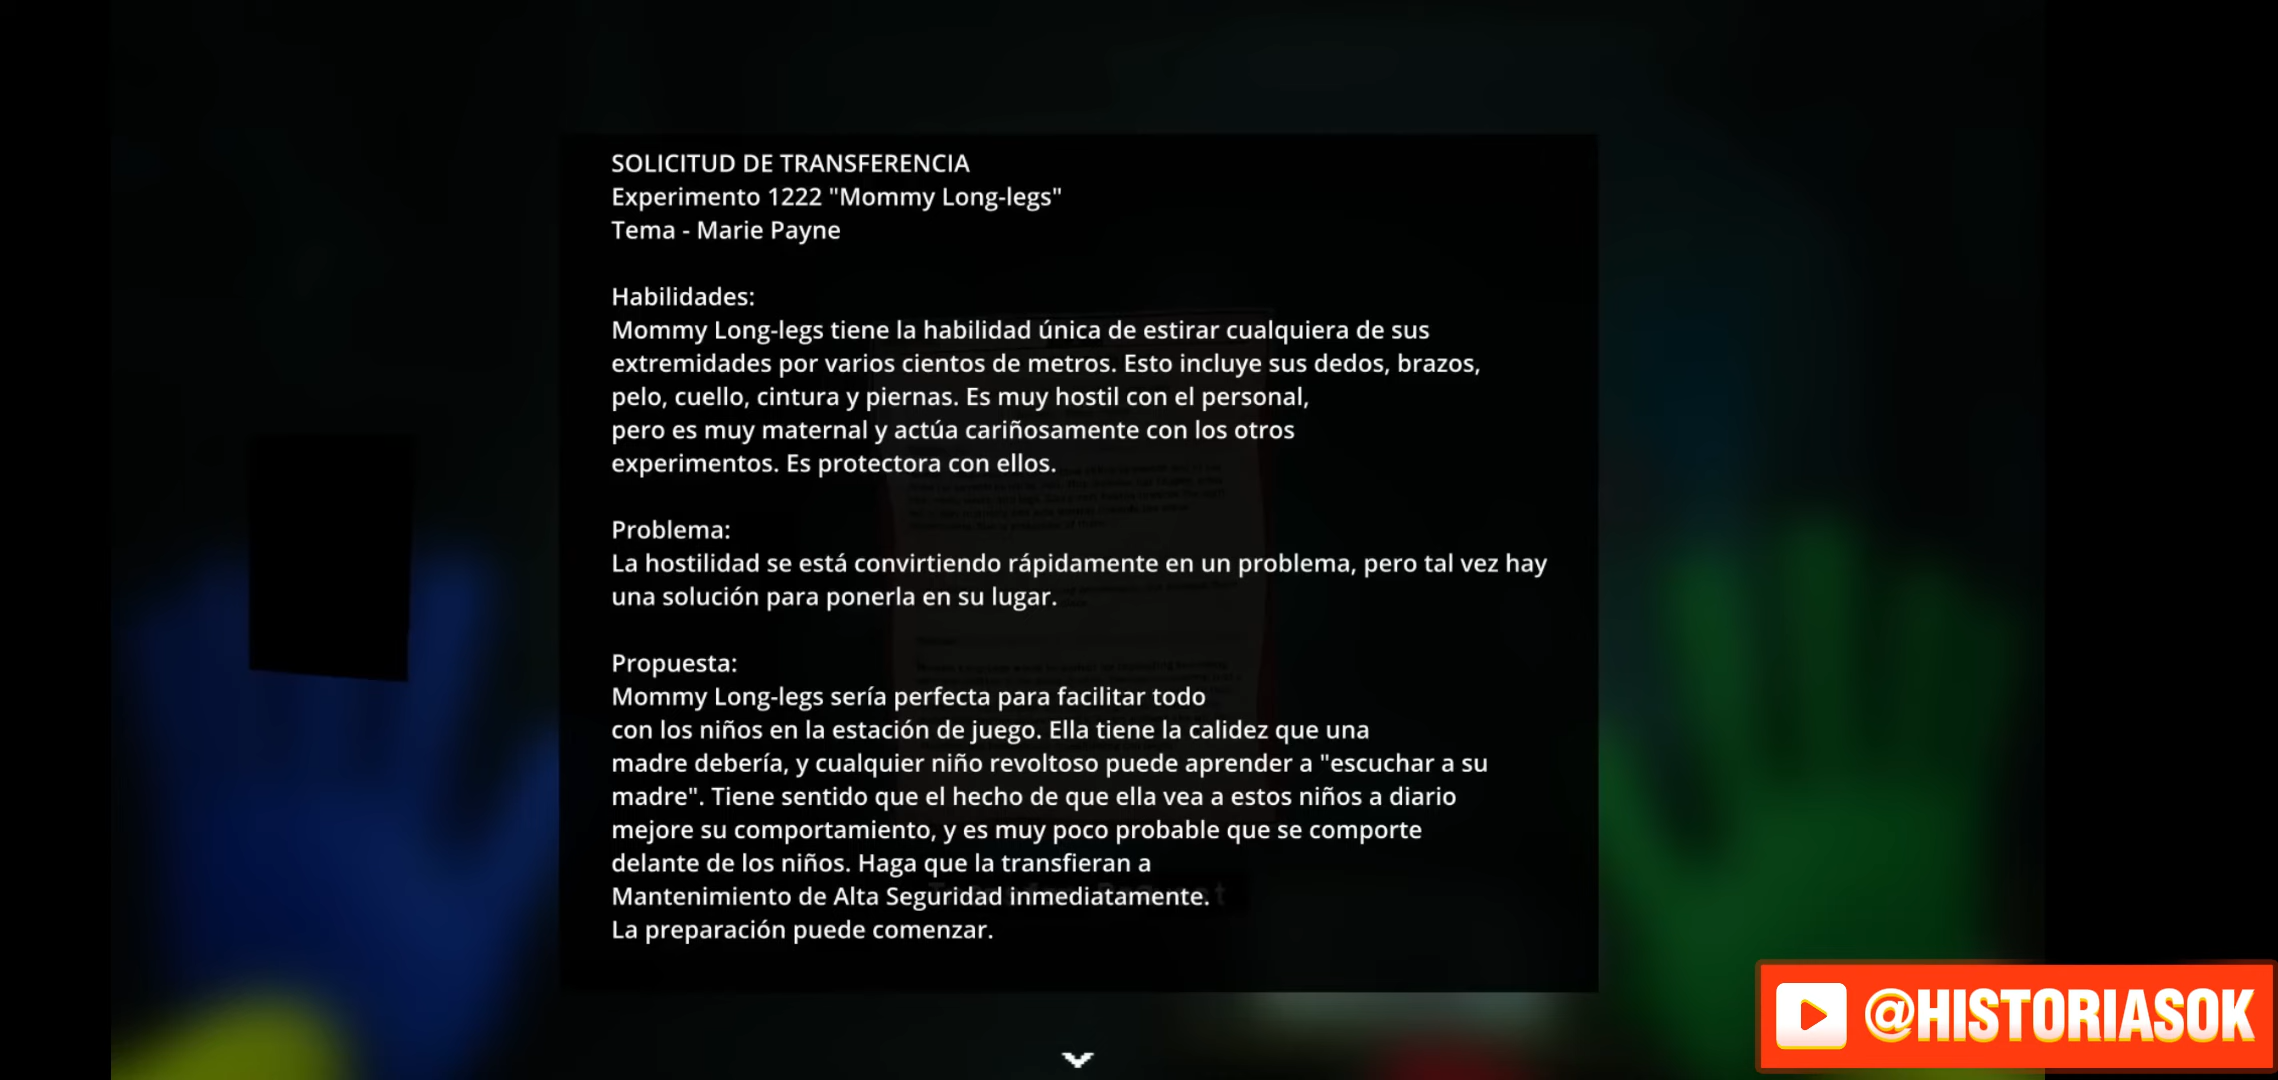 SOLICITUD DE TRANSFERENCIA
Experimento 1222 "Mommy Long-legs"
Tema - Marie Payne
Habilidades:
Mommy Long-legs tiene la habilidad única de estirar cualquiera de sus
extremidades por varios cientos de metros. Esto incluye sus dedos, brazos,
pelo, cuello, cintura y piernas. Es muy hostil con el personal,
pero es muy maternal y actúa cariñosamente con los otros
experimentos. Es protectora con ellos.
Problema:
La hostilidad se está convirtiendo rápidamente en un problema, pero tal vez hay
una solución para ponerla en su lugar.
Propuesta:
Mommy Long-legs sería perfecta para facilitar todo
con los niños en la estación de juego. Ella tiene la calidez que una
madre debería, y cualquier niño revoltoso puede aprender a "escuchar a su
madre". Tiene sentido que el hecho de que ella vea a estos niños a diario
mejore su comportamiento, y es muy poco probable que se comporte
delante de los niños. Haga que la transfieran a
Mantenimiento de Alta Seguridad inmediatamente.
La preparación puede comenzar.
@HISTORIASOK